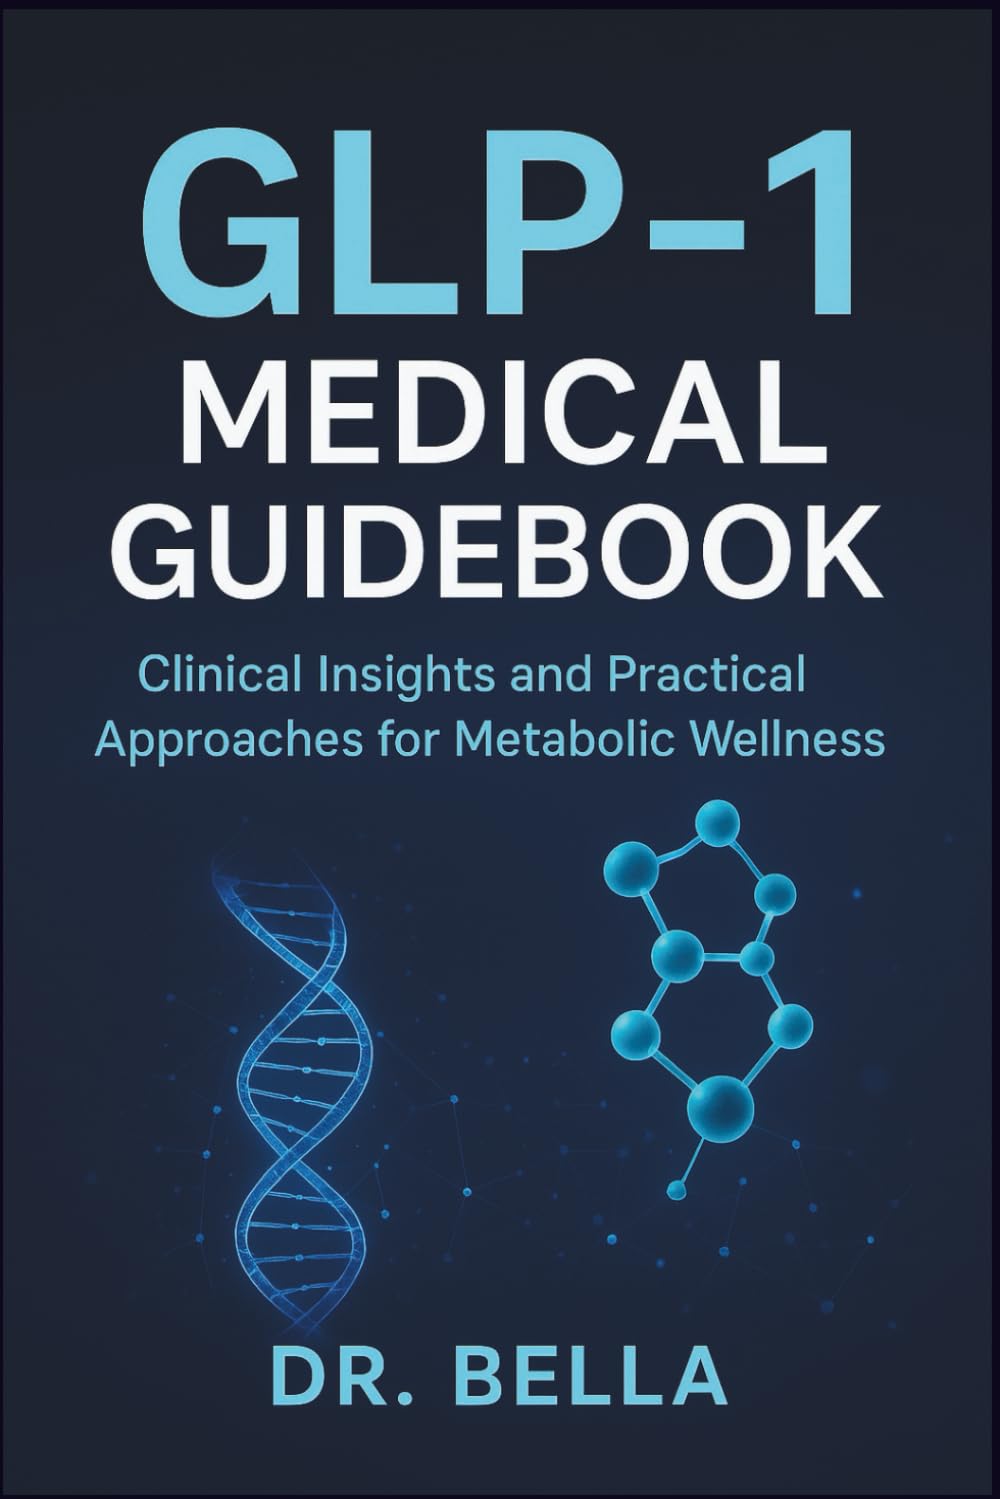 GLP-1
MEDICAL
GUIDEBOOK
Clinical Insights and Practical
Approaches for Metabolic Wellness
DR. BELLA